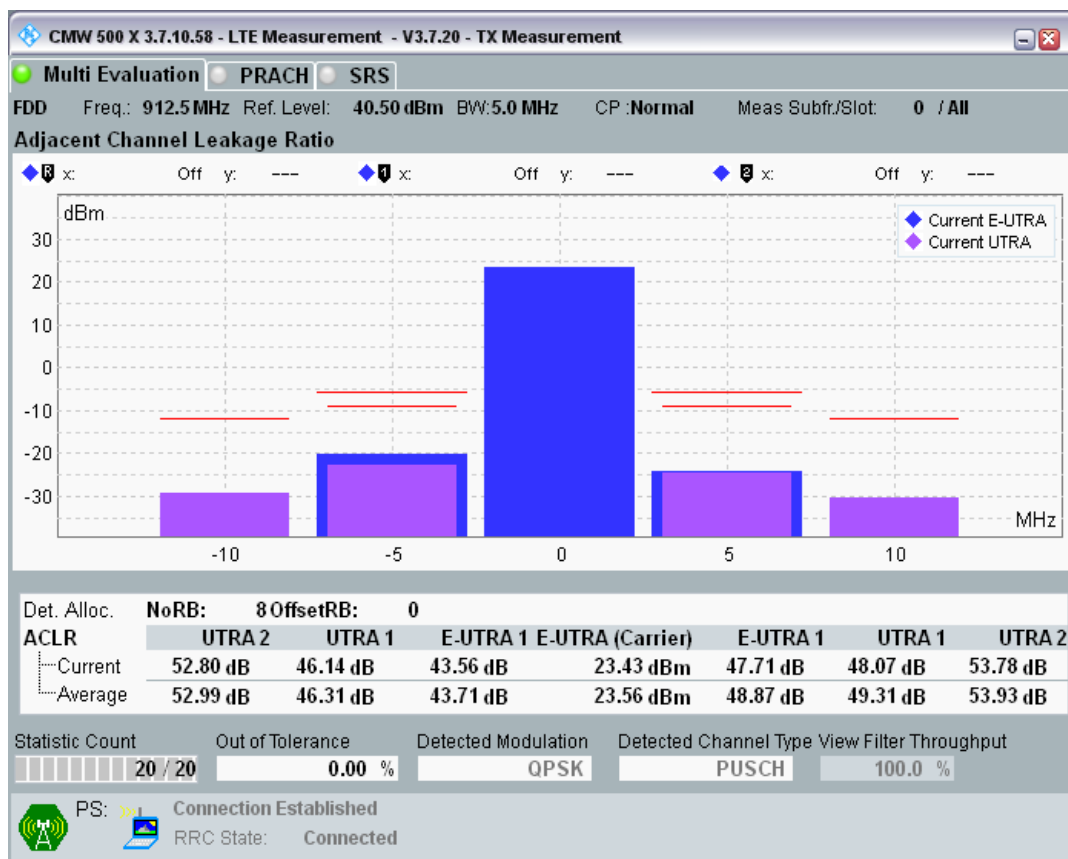 CMW 500 X 3.7.10.58 - LTE Measurement - V3.7.20 - TX Measurement
Multi Evaluation PRACH SRS
FDD Freq.: 912.5 MHz Ref. Level: 40.50 dBm BW:5.0 MHz CP :Normal Meas Subfr./Slot: 0 / All
Adjacent Channel Leakage Ratio
R x: Off y: --- 1 x: Off y: --- 2 x: Off y: ---
dBm
Current E-UTRA
Current UTRA
30
20
10
0
-10
-20
-30
MHz
-10 -5 0 5 10
Det. Alloc. NoRB: 8 OffsetRB: 0
ACLR UTRA 2 UTRA 1 E-UTRA 1 E-UTRA (Carrier) E-UTRA 1 UTRA 1 UTRA 2
Current 52.80 dB 46.14 dB 43.56 dB 23.43 dBm 47.71 dB 48.07 dB 53.78 dB
Average 52.99 dB 46.31 dB 43.71 dB 23.56 dBm 48.87 dB 49.31 dB 53.93 dB
Statistic Count Out of Tolerance Detected Modulation Detected Channel Type View Filter Throughput
20 / 20 0.00 % QPSK PUSCH 100.0 %
PS: Connection Established
RRC State: Connected